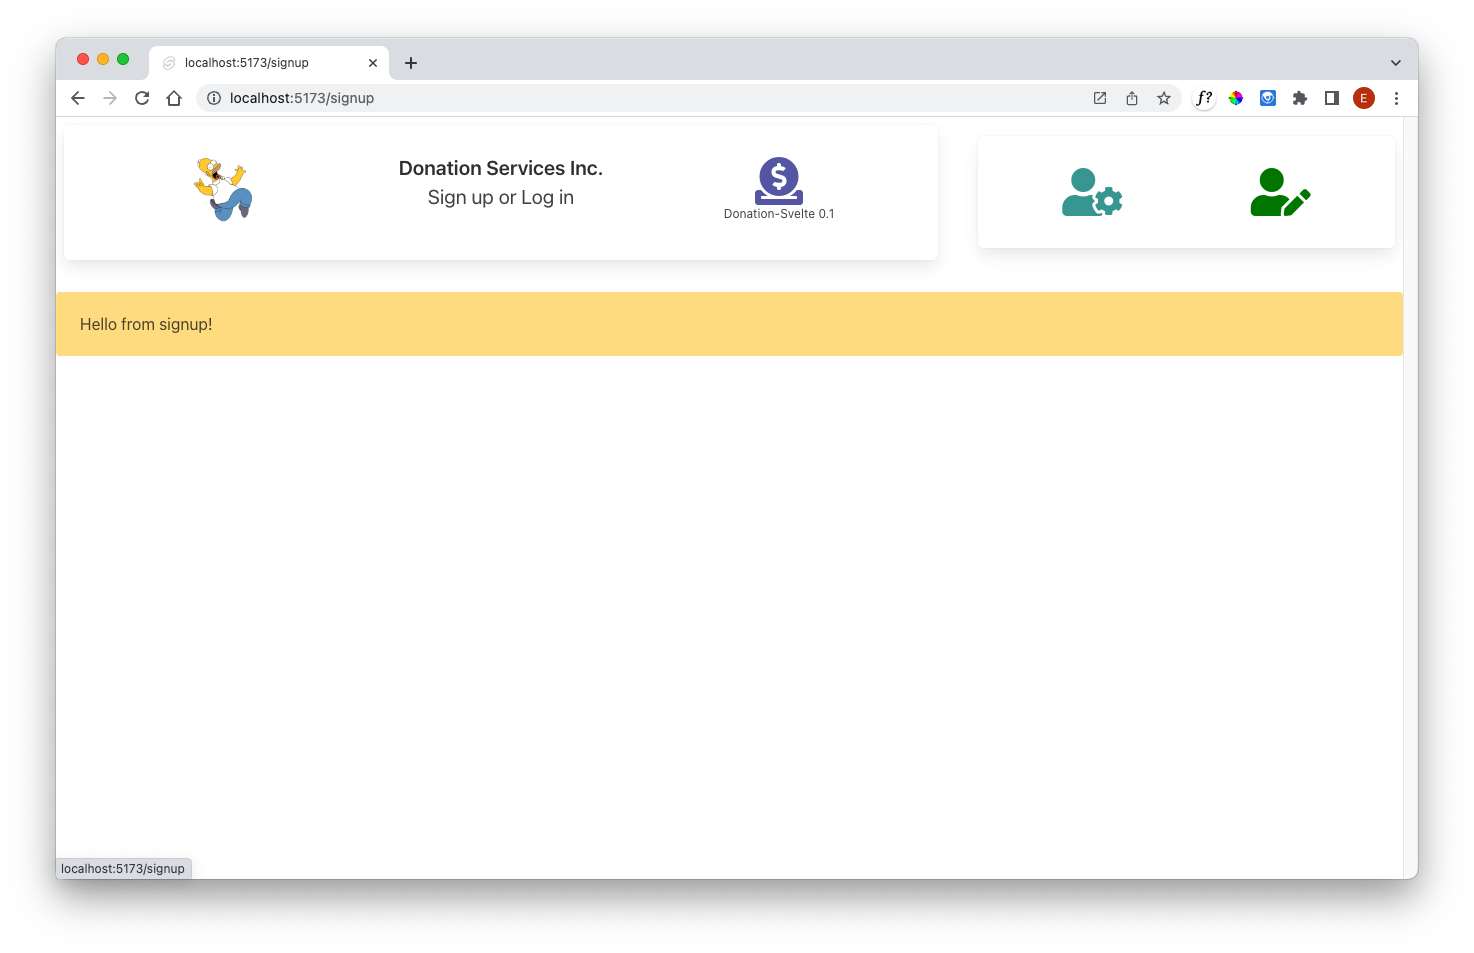 localhost:5173/signup
localhost:5173/signup
f?
E
Donation Services Inc.
Sign up or Log in
$
Donation-Svelte 0.1
Hello from signup!
localhost:5173/signup